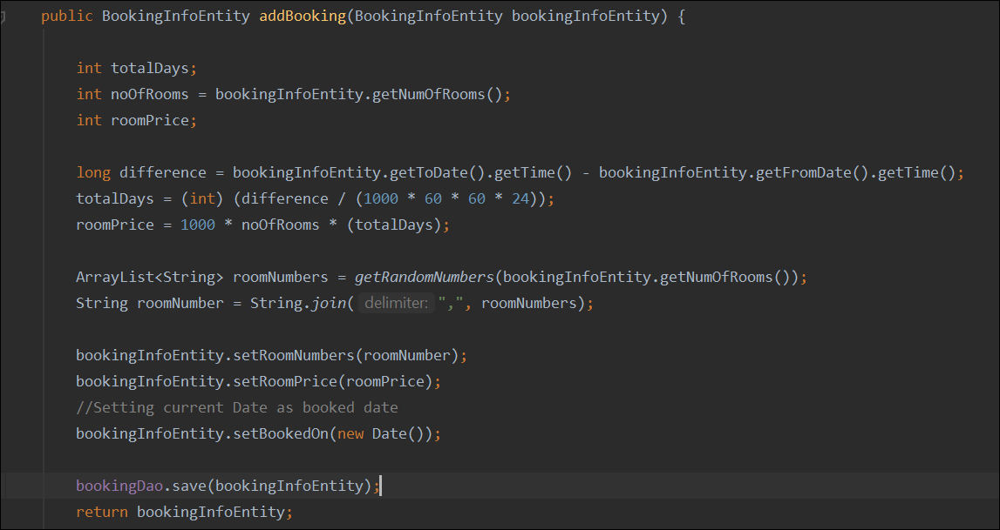 public BookingInfoEntity addBooking(BookingInfoEntity bookingInfoEntity) {
int totalDays;
int noOfRooms = bookingInfoEntity.getNumOfRooms();
int roomPrice;
long difference = bookingInfoEntity.getToDate().getTime() - bookingInfoEntity.getFromDate().getTime();
totalDays = (int) (difference / (1000 * 60 * 60 * 24));
roomPrice = 1000 * noOfRooms * (totalDays);
ArrayList<String> roomNumbers = getRandomNumbers(bookingInfoEntity.getNumOfRooms());
String roomNumber = String.join( delimiter: ",", roomNumbers);
bookingInfoEntity.setRoomNumbers(roomNumber);
bookingInfoEntity.setRoomPrice(roomPrice);
//Setting current Date as booked date
bookingInfoEntity.setBookedOn(new Date());
bookingDao.save(bookingInfoEntity);
return bookingInfoEntity;